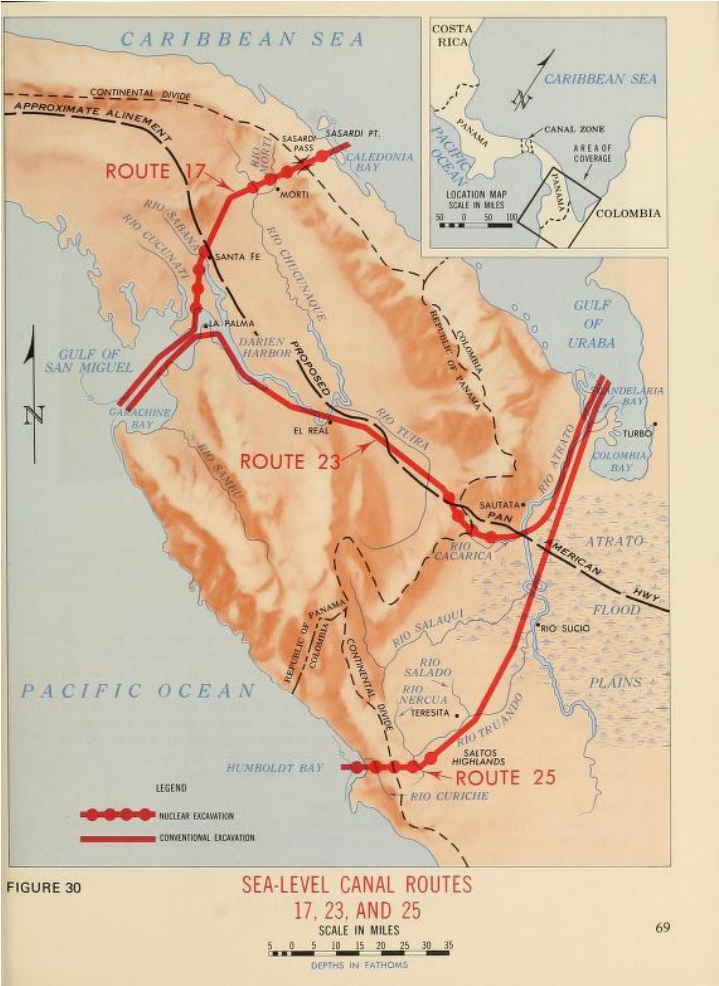 CARIBBEAN SEA
CONTINENTAL DIVIDE
APPROXIMATE ALINEMENT
SASARDI PT.
SASARDI
PASS
RIO
MORTI
CALEDONIA
BAY
ROUTE 17
MORTI
RIO SABANA
RIO CUCUNATI
SANTA FE
RIO CHUCUNAQUE
LA PALMA
DARIEN
HARBOR
GULF OF
SAN MIGUEL
GARACHINE
BAY
N
PROPOSED
EL REAL
RIO TUIRA
ROUTE 23
RIO SAMBU
COLOMBIA
REPUBLIC OF PANAMA
GULF
OF
URABA
CANDELARIA
BAY
TURBO
COLOMBIA
BAY
RIO ATRATO
SAUTATA
PAN
AMERICAN
HWY
RIO
CACARICA
ATRATO
FLOOD
PLAINS
RIO SUCIO
RIO SALAQUI
REPUBLIC OF PANAMA
COLOMBIA
CONTINENTAL DIVIDE
RIO
SALADO
RIO
NERCUA
TERESITA
RIO TRUANDO
SALTOS
HIGHLANDS
PACIFIC OCEAN
HUMBOLDT BAY
ROUTE 25
RIO CURICHE
LEGEND
NUCLEAR EXCAVATION
CONVENTIONAL EXCAVATION
COSTA
RICA
CARIBBEAN SEA
N
PANAMA
CANAL ZONE
PACIFIC
OCEAN
AREA OF
COVERAGE
PANAMA
COLOMBIA
LOCATION MAP
SCALE IN MILES
50 0 50 100
FIGURE 30
SEA-LEVEL CANAL ROUTES
17, 23, AND 25
SCALE IN MILES
5 0 5 10 15 20 25 30 35
DEPTHS IN FATHOMS
69